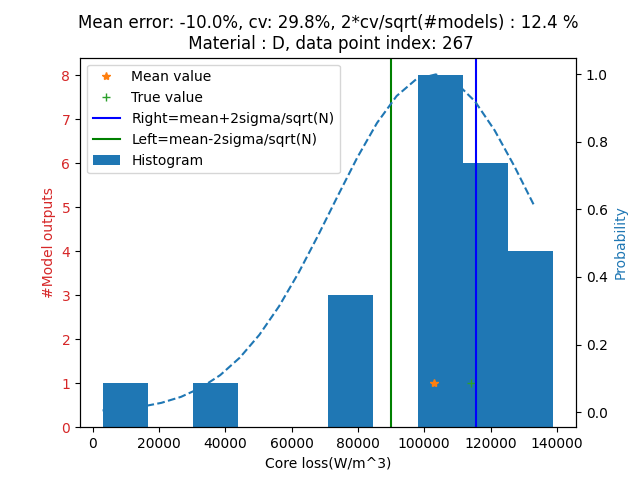 Mean error: -10.0%, cv: 29.8%, 2*cv/sqrt(#models) : 12.4 %
Material : D, data point index: 267
Mean value
True value
Right=mean+2sigma/sqrt(N)
Left=mean-2sigma/sqrt(N)
Histogram
#Model outputs
8
7
6
5
4
3
2
1
0
Probability
1.0
0.8
0.6
0.4
0.2
0.0
0 20000 40000 60000 80000 100000 120000 140000
Core loss(W/m^3)